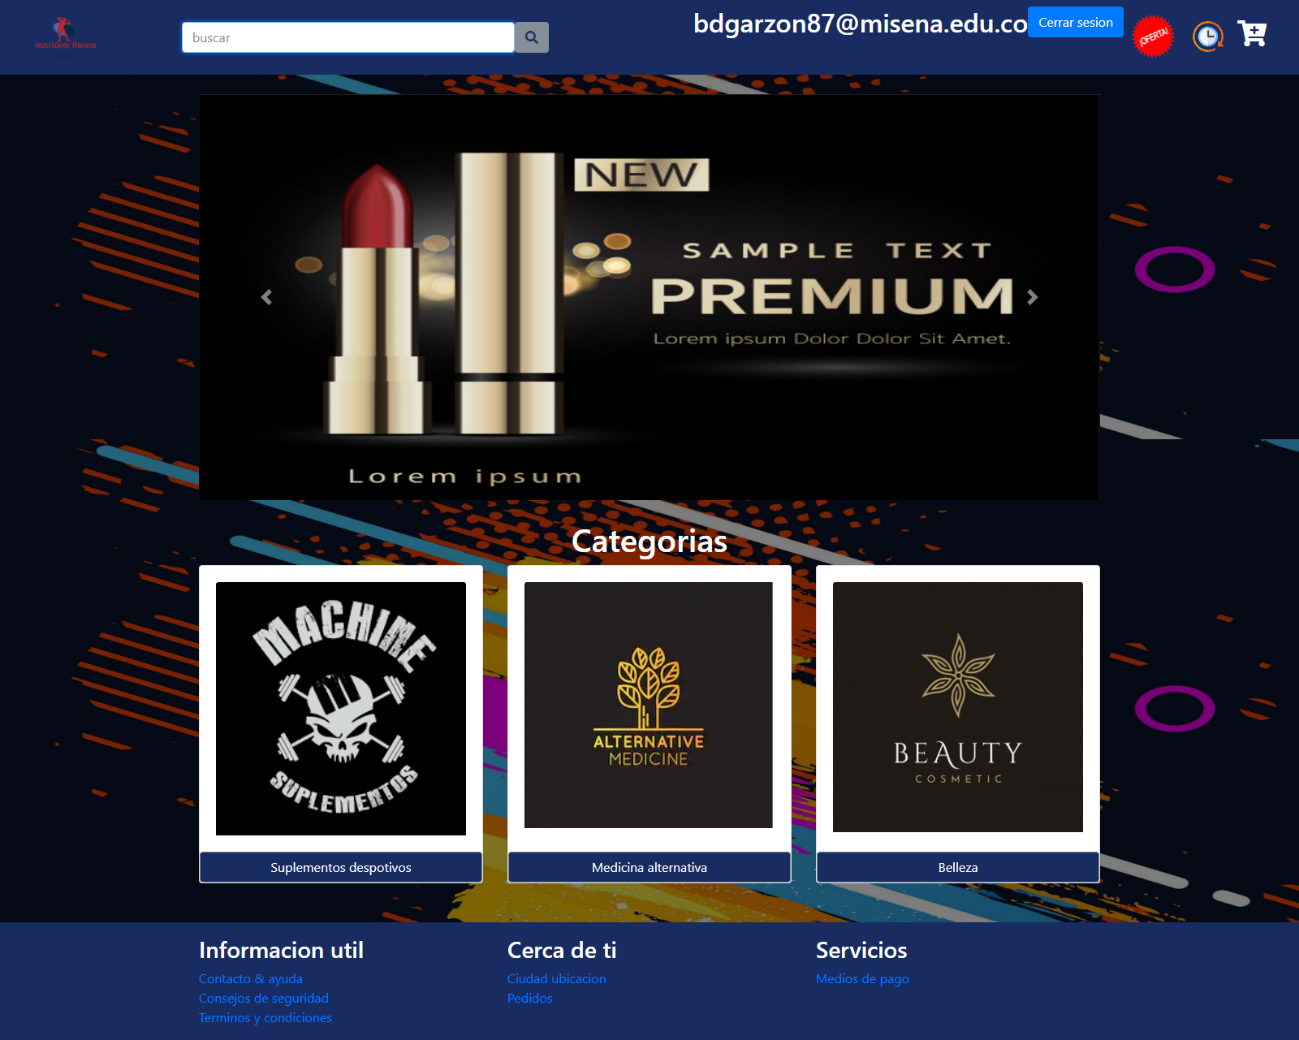 nutrition fitness
buscar
bdgarzon87@misena.edu.co
Cerrar sesion
¡OFERTA!
NEW
SAMPLE TEXT
PREMIUM
Lorem ipsum Dolor Dolor Sit Amet.
Lorem ipsum
Categorias
MACHINE
SUPLEMENTOS
ALTERNATIVE
MEDICINE
BEAUTY
COSMETIC
Suplementos despotivos
Medicina alternativa
Belleza
Informacion util
Contacto & ayuda
Consejos de seguridad
Terminos y condiciones
Cerca de ti
Ciudad ubicacion
Pedidos
Servicios
Medios de pago